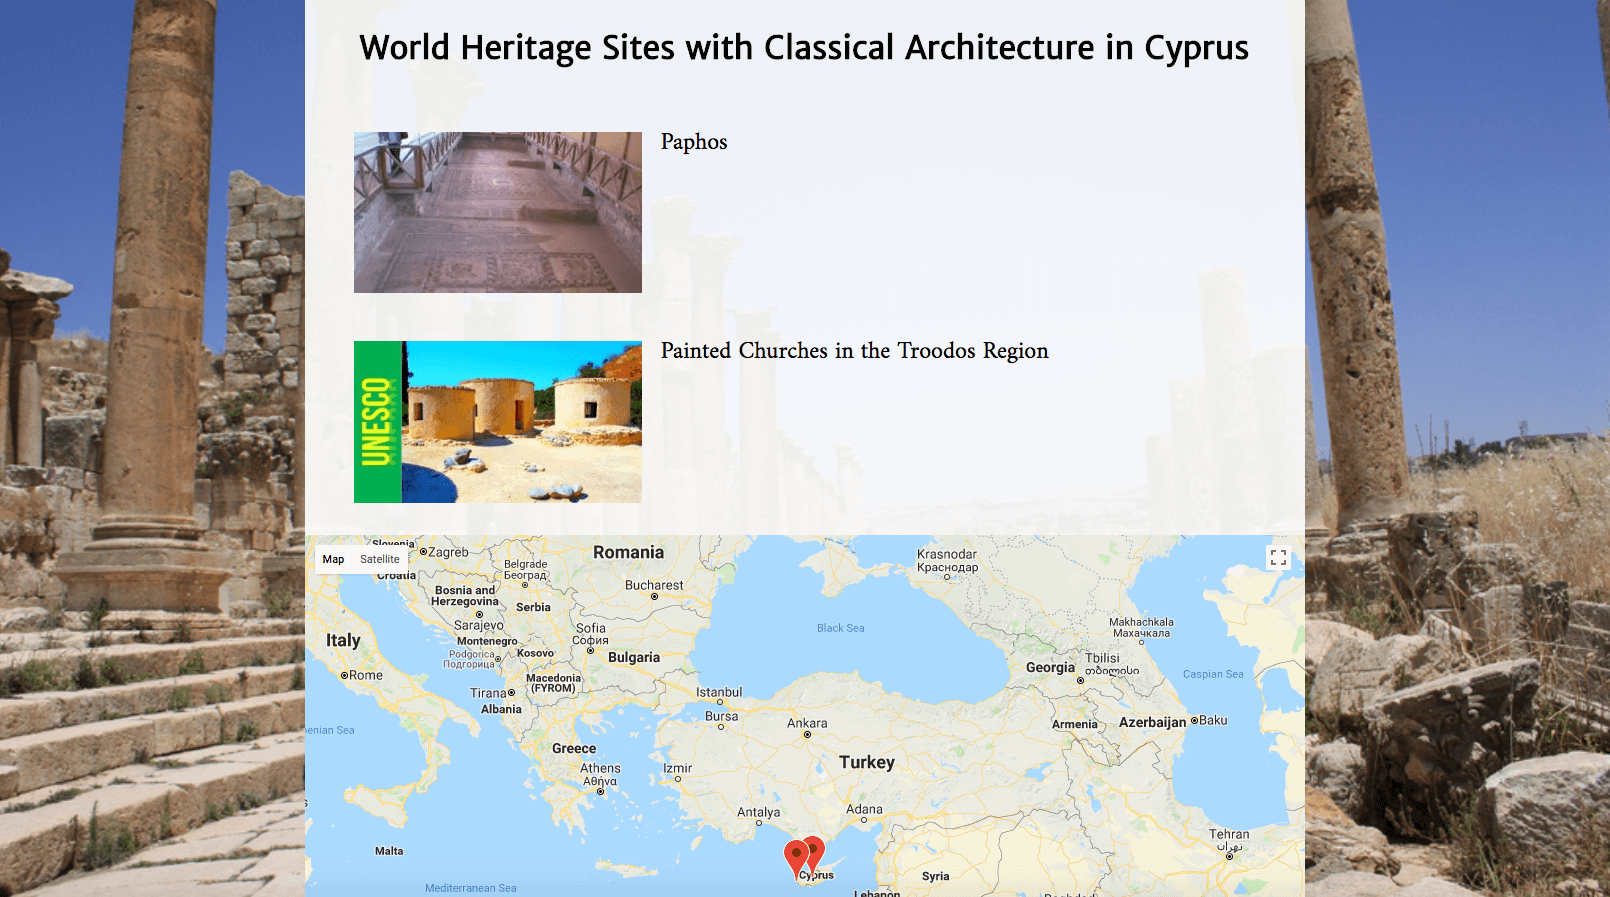 World Heritage Sites with Classical Architecture in Cyprus
Paphos
UNESCO
Painted Churches in the Troodos Region
Map
Satellite
Slovenia
Zagreb
Croatia
Belgrade
Београд
Romania
Bucharest
Bosnia and
Herzegovina
Serbia
Sarajevo
Montenegro
Podgorica
Подгорица
Kosovo
Sofia
София
Bulgaria
Italy
Rome
Macedonia
(FYROM)
Tirana
Albania
enian Sea
Greece
Athens
Αθήνα
Istanbul
Bursa
Izmir
Ankara
Turkey
Antalya
Adana
Black Sea
Krasnodar
Краснодар
Makhachkala
Махачкала
Georgia
Tbilisi
თბილისი
Caspian Sea
Armenia
Azerbaijan
Baku
Tehran
تهران
Malta
Mediterranean Sea
Cyprus
Syria
Lebanon
Baghdad